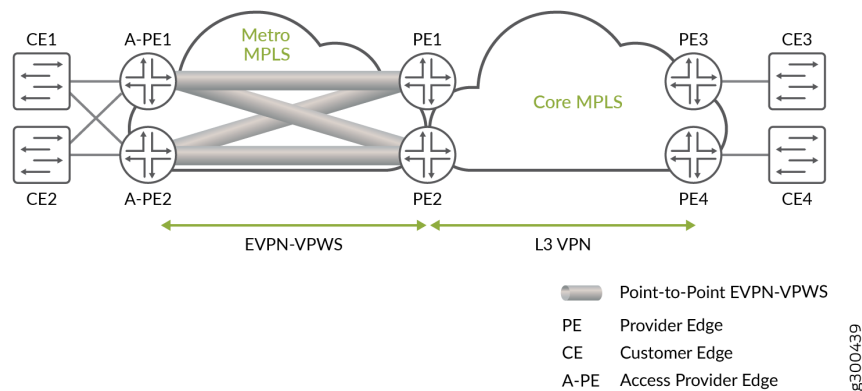 CE1 A-PE1 Metro MPLS PE1 PE3 CE3
Core MPLS
CE2 A-PE2 PE2 PE4 CE4
EVPN-VPWS L3 VPN
Point-to-Point EVPN-VPWS
PE Provider Edge
CE Customer Edge
A-PE Access Provider Edge
g300439